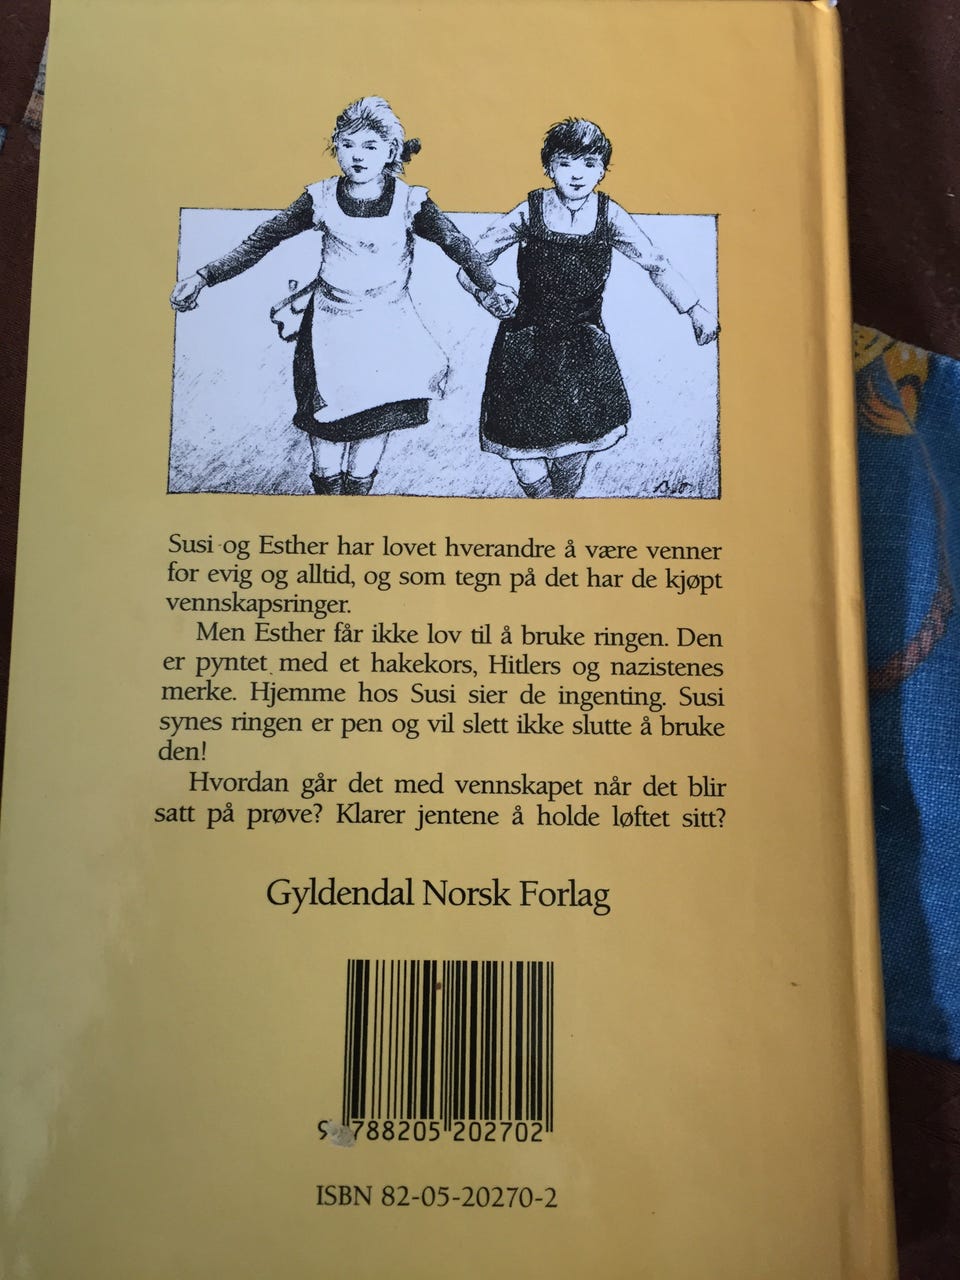 Susi og Esther har lovet hverandre å være venner
for evig og alltid, og som tegn på det har de kjøpt
vennskapsringer.
Men Esther får ikke lov til å bruke ringen. Den
er pyntet med et hakekors, Hitlers og nazistenes
merke. Hjemme hos Susi sier de ingenting. Susi
synes ringen er pen og vil slett ikke slutte å bruke
den!
Hvordan går det med vennskapet når det blir
satt på prøve? Klarer jentene å holde løftet sitt?
Gyldendal Norsk Forlag
9 788205 202702
ISBN 82-05-20270-2